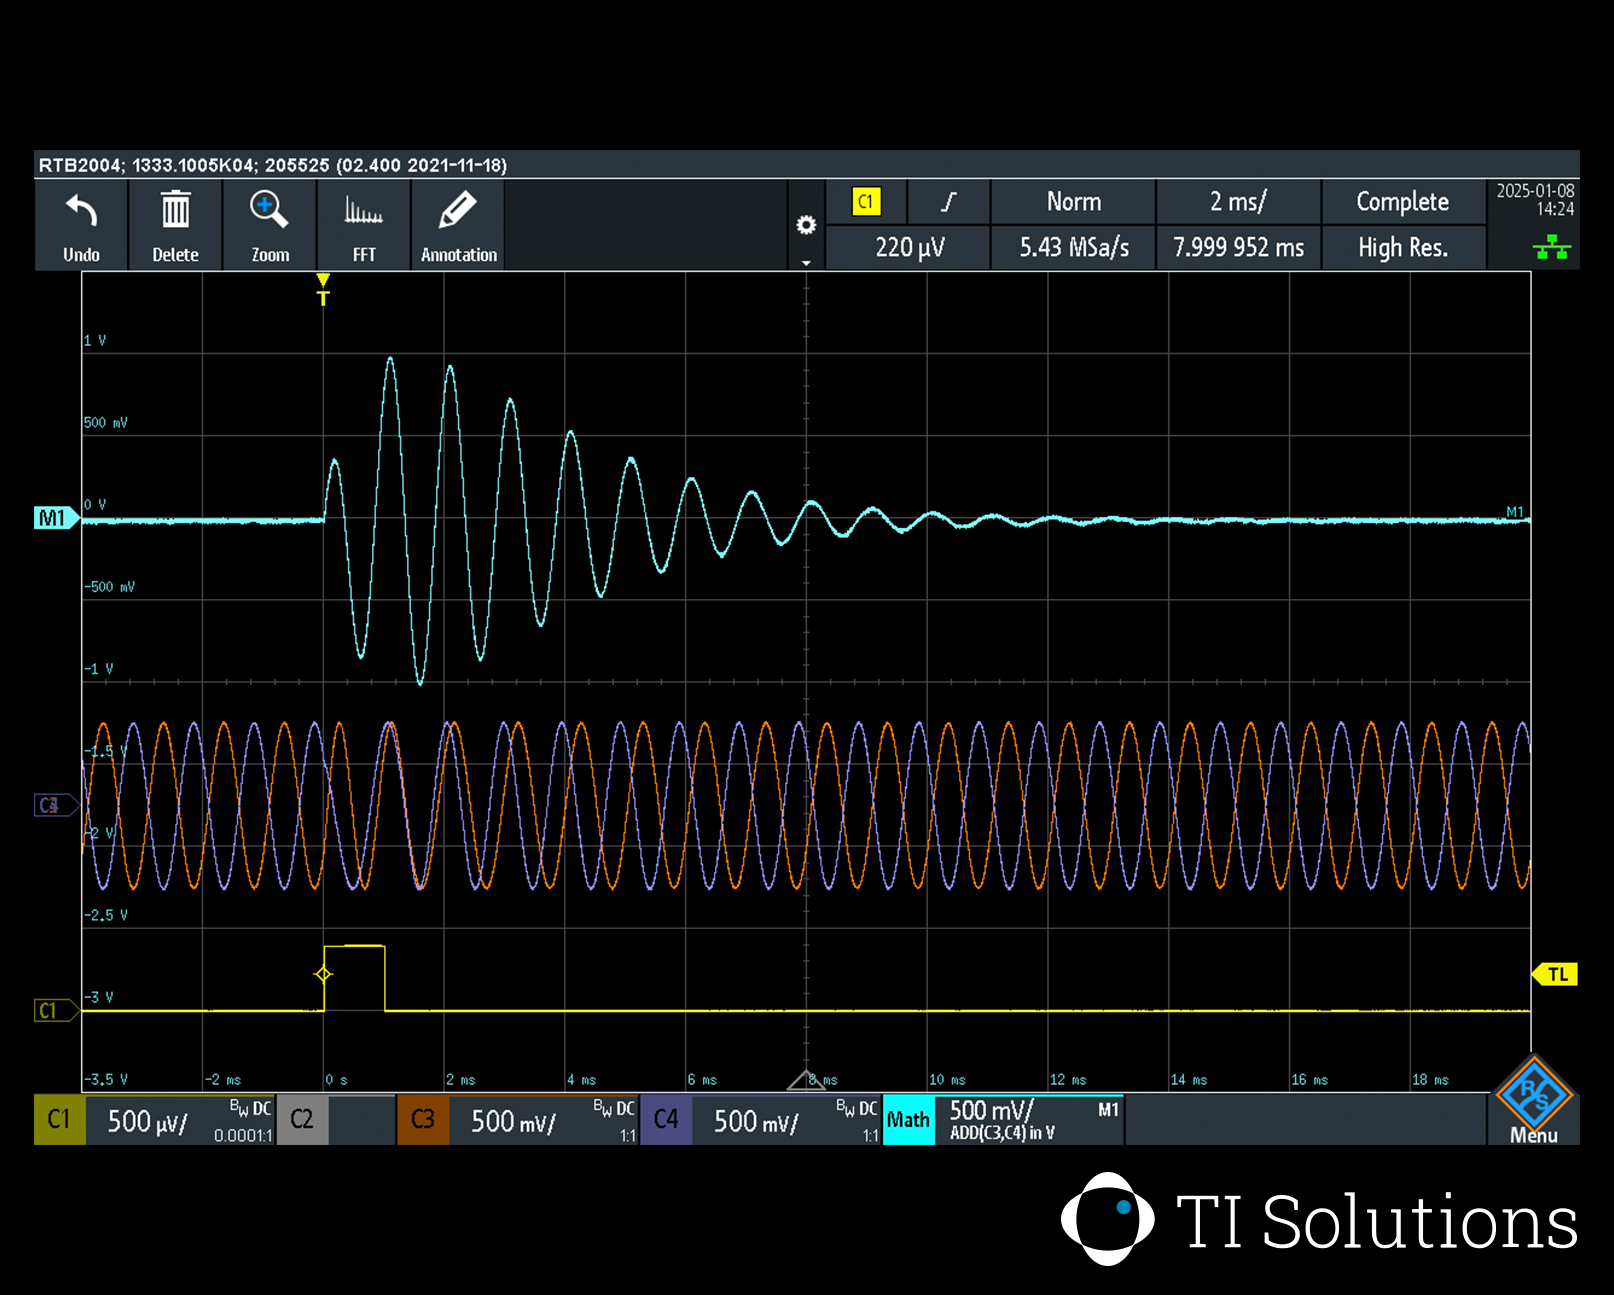 RTB2004; 1333.1005K04; 205525 (02.400 2021-11-18)
Undo
Delete
Zoom
FFT
Annotation
C1
Norm
2 ms/
Complete
220 µV
5.43 MSa/s
7.999 952 ms
High Res.
2025-01-08
14:24
T
1 V
500 mV
0 V
M1
M1
-500 mV
-1 V
-1.5 V
-2 V
-2.5 V
TL
-3 V
C1
-3.5 V
-2 ms
0 s
2 ms
4 ms
6 ms
8 ms
10 ms
12 ms
14 ms
16 ms
18 ms
C1
500 µV/
BW DC
0.0001:1
C2
C3
500 mV/
BW DC
1:1
C4
500 mV/
BW DC
1:1
Math
500 mV/
M1
ADD(C3,C4) in V
R&S
Menu
TI Solutions